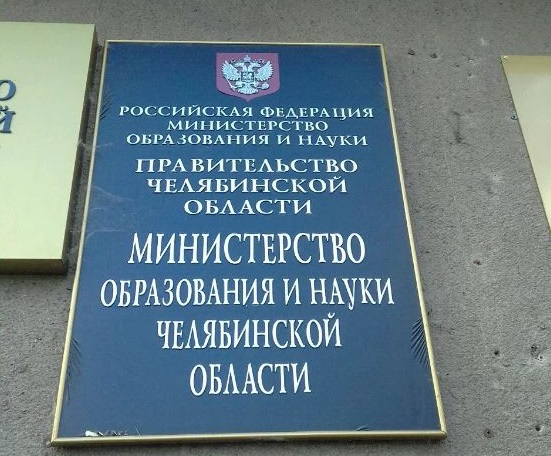 РОССИЙСКАЯ ФЕДЕРАЦИЯ
МИНИСТЕРСТВО
ОБРАЗОВАНИЯ И НАУКИ
ПРАВИТЕЛЬСТВО
ЧЕЛЯБИНСКОЙ
ОБЛАСТИ
МИНИСТЕРСТВО
ОБРАЗОВАНИЯ И НАУКИ
ЧЕЛЯБИНСКОЙ
ОБЛАСТИ